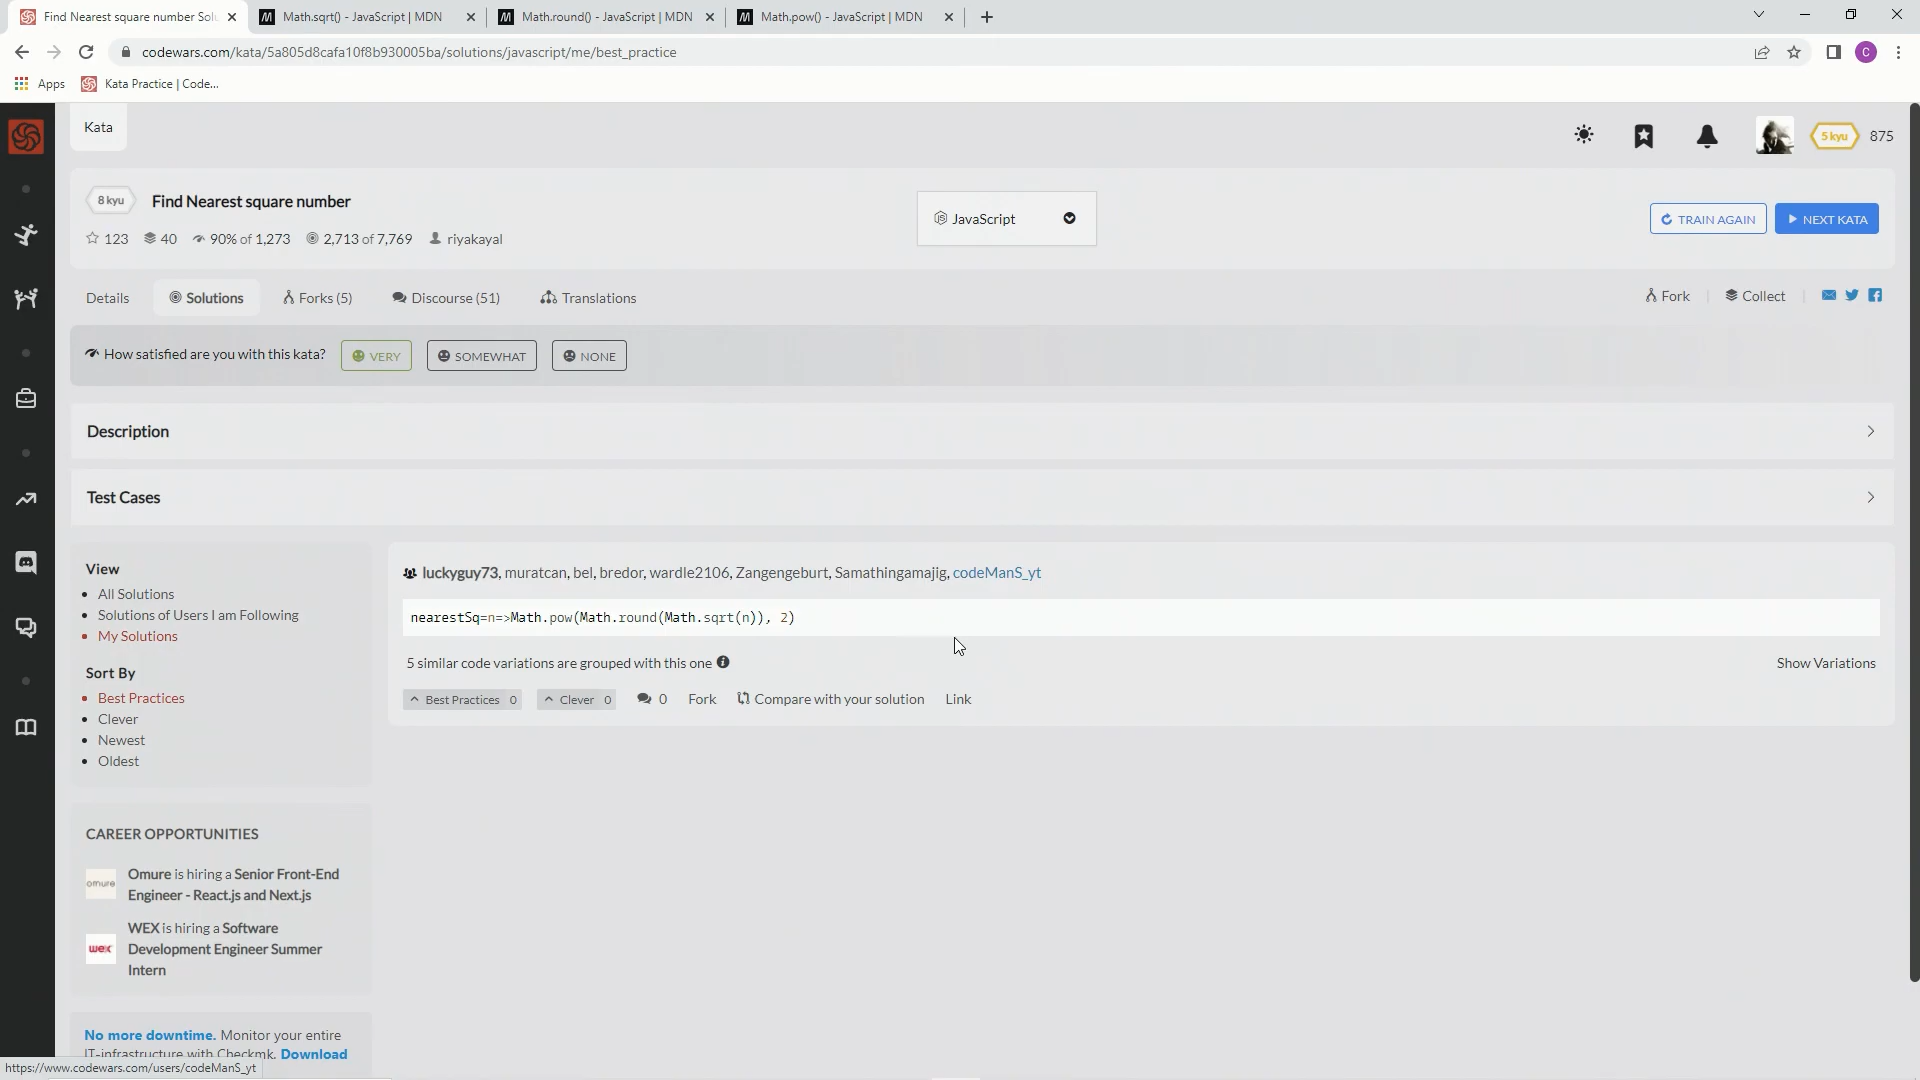 Find Nearest square number Solu
Math.sqrt() - JavaScript | MDN
Math.round() - JavaScript | MDN
Math.pow() - JavaScript | MDN
codewars.com/kata/5a805d8cafa10f8b930005ba/solutions/javascript/me/best_practice
C
Apps
Kata Practice | Code...
Kata
5 kyu
875
8 kyu
Find Nearest square number
JavaScript
TRAIN AGAIN
NEXT KATA
123
40
90% of 1,273
2,713 of 7,769
riyakayal
Details
Solutions
Forks (5)
Discourse (51)
Translations
Fork
Collect
How satisfied are you with this kata?
VERY
SOMEWHAT
NONE
Description
Test Cases
View
All Solutions
Solutions of Users I am Following
My Solutions
Sort By
Best Practices
Clever
Newest
Oldest
luckyguy73, muratcan, bel, bredor, wardle2106, Zangengeburt, Samathingamajig, codeManS_yt
nearestSq=n=>Math.pow(Math.round(Math.sqrt(n)), 2)
5 similar code variations are grouped with this one
Show Variations
Best Practices 0
Clever 0
0
Fork
Compare with your solution
Link
CAREER OPPORTUNITIES
omure
Omure is hiring a Senior Front-End
Engineer - React.js and Next.js
wex
WEX is hiring a Software
Development Engineer Summer
Intern
No more downtime. Monitor your entire
IT-infrastructure with Checkmk. Download
https://www.codewars.com/users/codeManS_yt